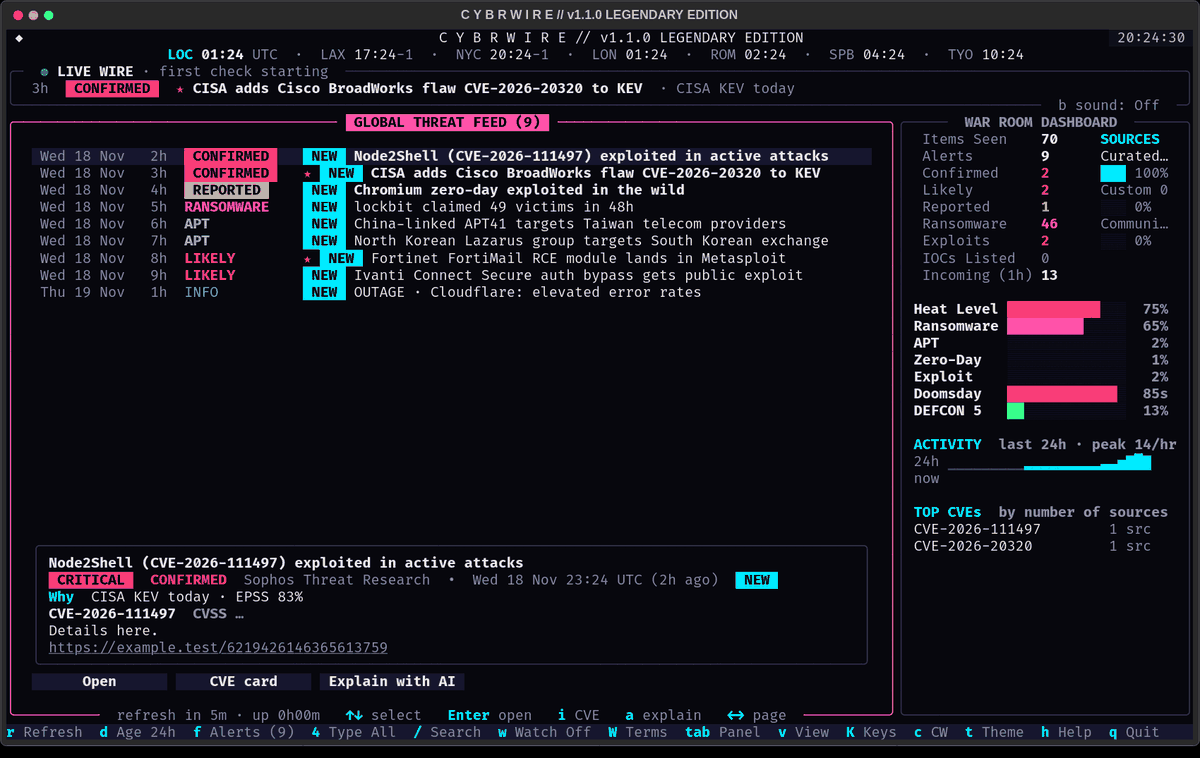 C Y B R W I R E // v1.1.0 LEGENDARY EDITION
◆ C Y B R W I R E // v1.1.0 LEGENDARY EDITION 20:24:30
LOC 01:24 UTC · LAX 17:24-1 · NYC 20:24-1 · LON 01:24 · ROM 02:24 · SPB 04:24 · TYO 10:24
LIVE WIRE · first check starting
3h CONFIRMED ★ CISA adds Cisco BroadWorks flaw CVE-2026-20320 to KEV · CISA KEV today
b sound: Off
GLOBAL THREAT FEED (9)
Wed 18 Nov 2h CONFIRMED NEW Node2Shell (CVE-2026-111497) exploited in active attacks
Wed 18 Nov 3h CONFIRMED ★ NEW CISA adds Cisco BroadWorks flaw CVE-2026-20320 to KEV
Wed 18 Nov 4h REPORTED NEW Chromium zero-day exploited in the wild
Wed 18 Nov 5h RANSOMWARE NEW lockbit claimed 49 victims in 48h
Wed 18 Nov 6h APT NEW China-linked APT41 targets Taiwan telecom providers
Wed 18 Nov 7h APT NEW North Korean Lazarus group targets South Korean exchange
Wed 18 Nov 8h LIKELY ★ NEW Fortinet FortiMail RCE module lands in Metasploit
Wed 18 Nov 9h LIKELY NEW Ivanti Connect Secure auth bypass gets public exploit
Thu 19 Nov 1h INFO NEW OUTAGE · Cloudflare: elevated error rates
Node2Shell (CVE-2026-111497) exploited in active attacks
CRITICAL CONFIRMED Sophos Threat Research • Wed 18 Nov 23:24 UTC (2h ago) NEW
Why CISA KEV today · EPSS 83%
CVE-2026-111497 CVSS …
Details here.
https://example.test/6219426146365613759
Open CVE card Explain with AI
refresh in 5m · up 0h00m ↑↓ select Enter open i CVE a explain ↔ page
WAR ROOM DASHBOARD
Items Seen 70 SOURCES
Alerts 9 Curated…
Confirmed 2 100%
Likely 2 Custom 0
Reported 1 0%
Ransomware 46 Communi…
Exploits 2 0%
IOCs Listed 0
Incoming (1h) 13
Heat Level 75%
Ransomware 65%
APT 2%
Zero-Day 1%
Exploit 2%
Doomsday 85s
DEFCON 5 13%
ACTIVITY last 24h · peak 14/hr
24h
now
TOP CVEs by number of sources
CVE-2026-111497 1 src
CVE-2026-20320 1 src
r Refresh d Age 24h f Alerts (9) 4 Type All / Search w Watch Off W Terms tab Panel v View K Keys c CW t Theme h Help q Quit